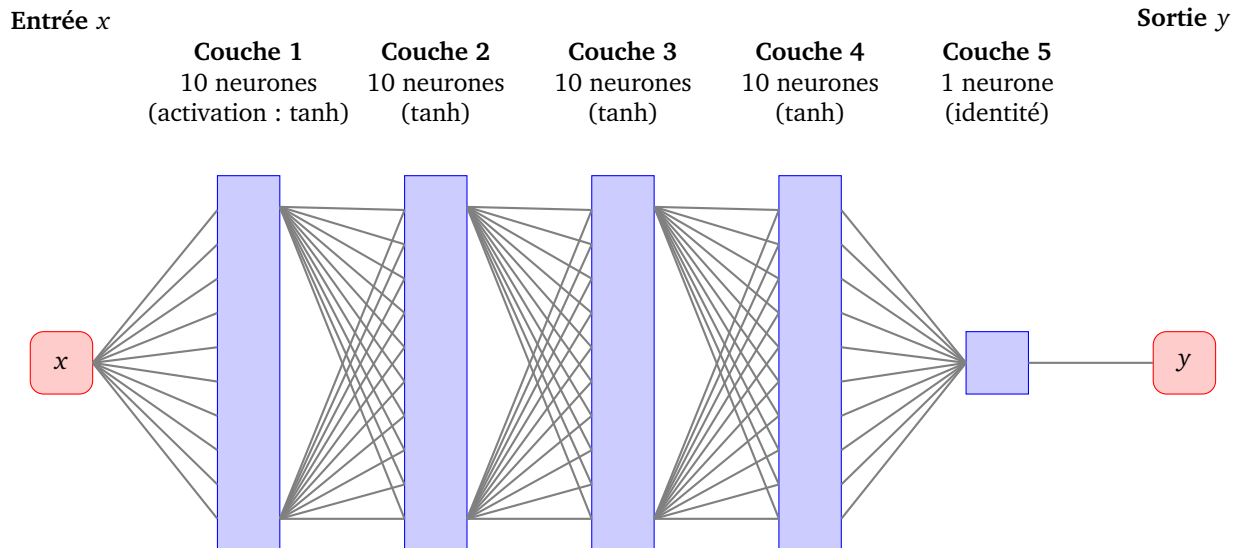 Entrée x
Sortie y
Couche 1
10 neurones
(activation : tanh)
Couche 2
10 neurones
(tanh)
Couche 3
10 neurones
(tanh)
Couche 4
10 neurones
(tanh)
Couche 5
1 neurone
(identité)
x
y